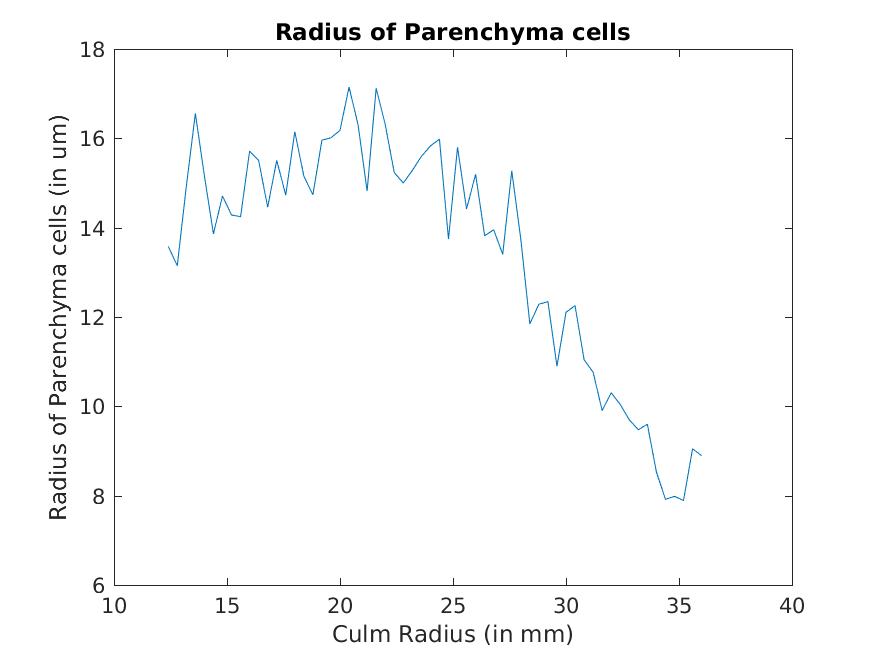 Radius of Parenchyma cells
18
16
14
12
10
8
6
Radius of Parenchyma cells (in um)
10 15 20 25 30 35 40
Culm Radius (in mm)